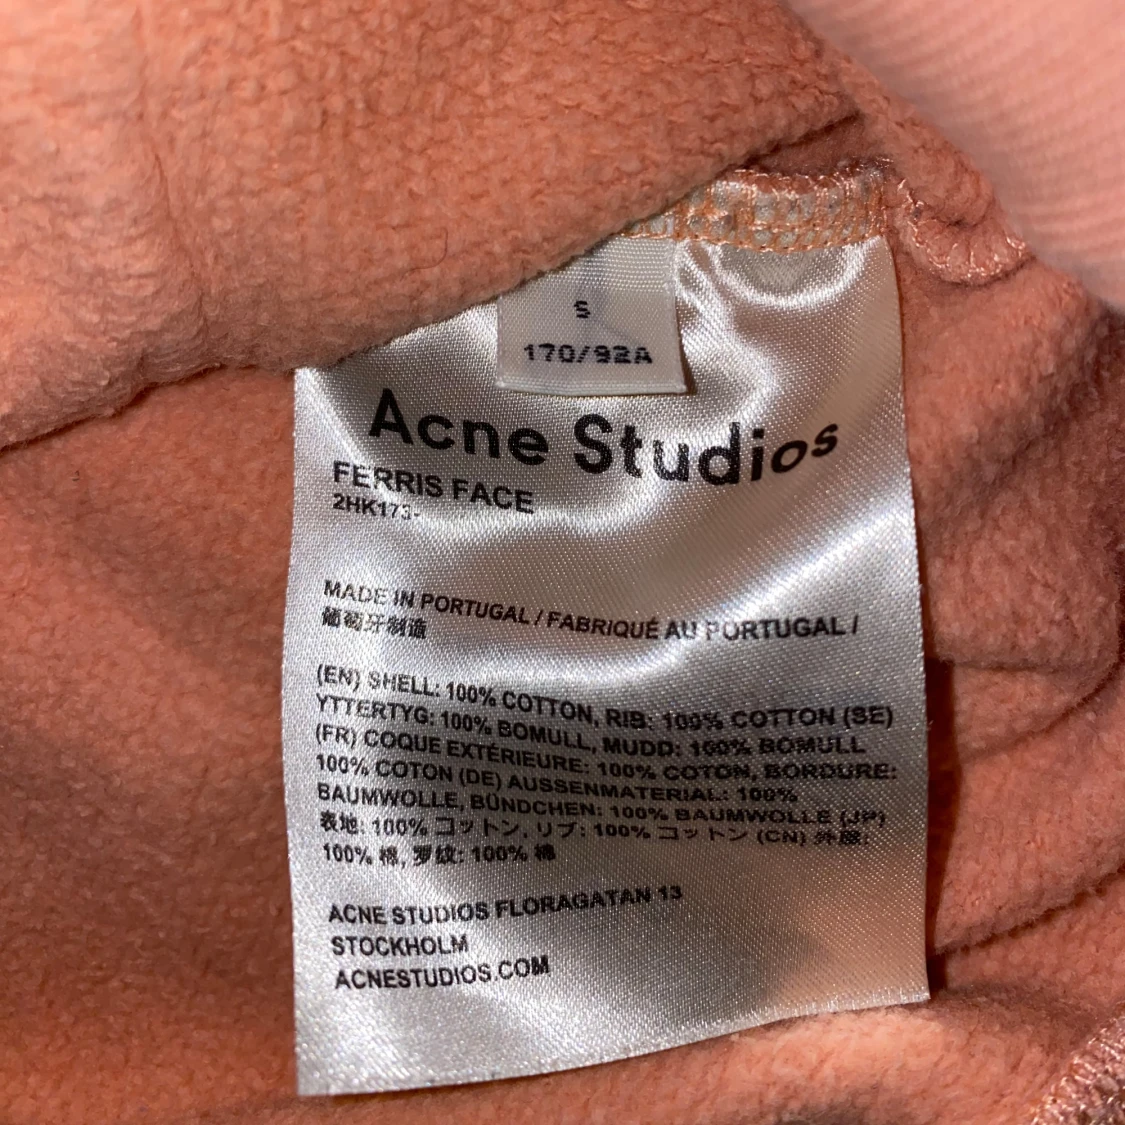 S
170/92A
Acne Studios
FERRIS FACE
2HK173-
MADE IN PORTUGAL / FABRIQUÉ AU PORTUGAL /
葡萄牙制造
(EN) SHELL: 100% COTTON, RIB: 100% COTTON (SE)
YTTERTYG: 100% BOMULL, MUDD: 100% BOMULL
(FR) COQUE EXTÉRIEURE: 100% COTON, BORDURE:
100% COTON (DE) AUSSENMATERIAL: 100%
BAUMWOLLE, BÜNDCHEN: 100% BAUMWOLLE (JP)
表地: 100% コットン, リブ: 100% コットン (CN) 外层:
100% 棉, 罗纹: 100% 棉
ACNE STUDIOS FLORAGATAN 13
STOCKHOLM
ACNESTUDIOS.COM